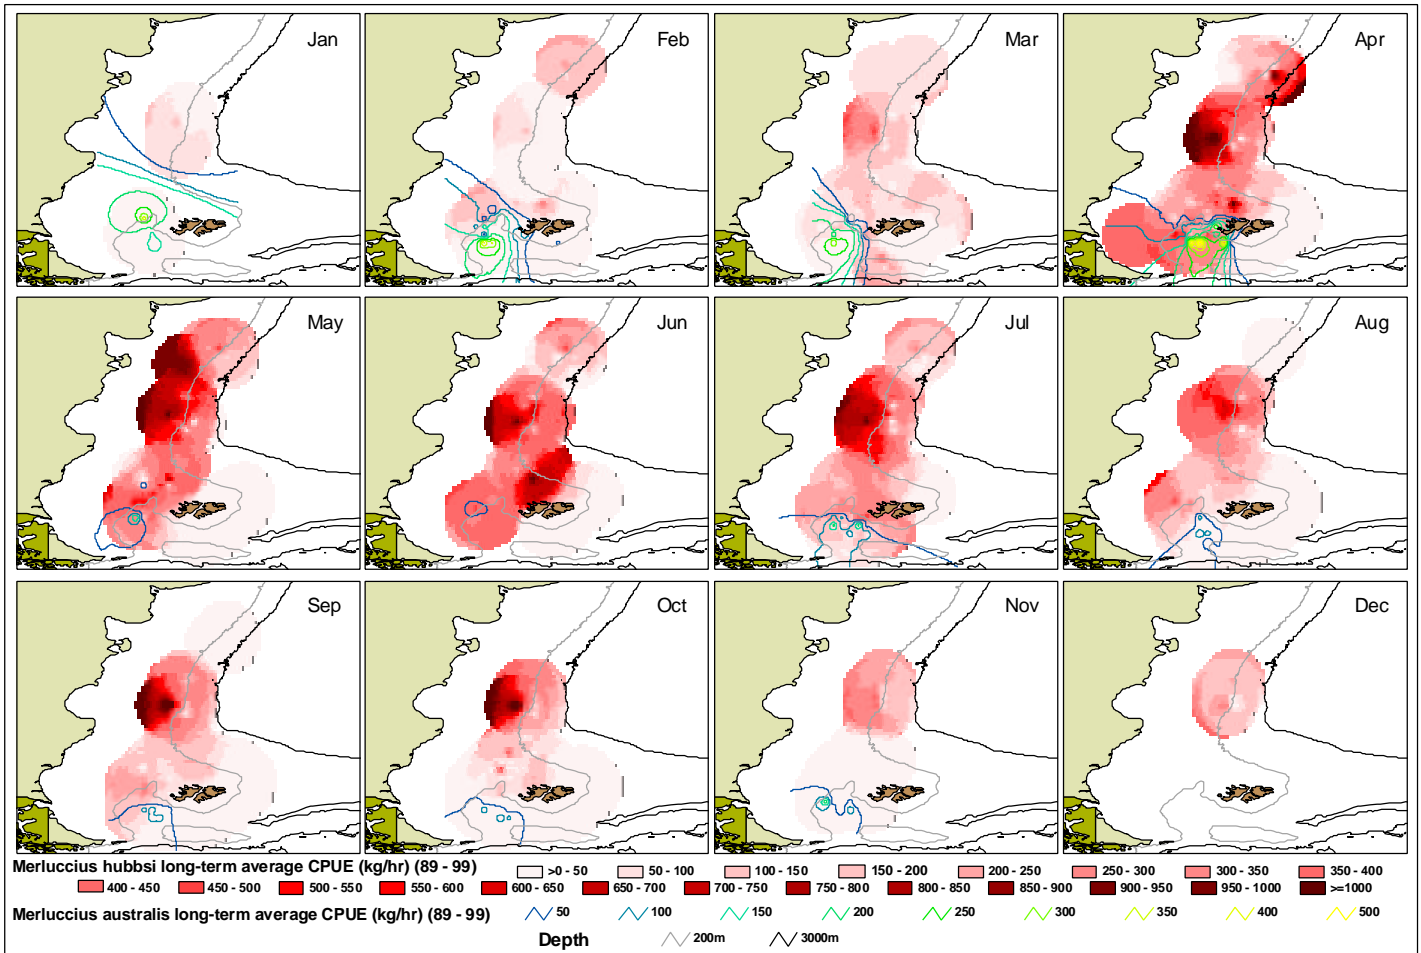 Jan
Feb
Mar
Apr
May
Jun
Jul
Aug
Sep
Oct
Nov
Dec
Merluccius hubbsi long-term average CPUE (kg/hr) (89 - 99)
>0 - 50
50 - 100
100 - 150
150 - 200
200 - 250
250 - 300
300 - 350
350 - 400
400 - 450
450 - 500
500 - 550
550 - 600
600 - 650
650 - 700
700 - 750
750 - 800
800 - 850
850 - 900
900 - 950
950 - 1000
>=1000
Merluccius australis long-term average CPUE (kg/hr) (89 - 99)
50
100
150
200
250
300
350
400
500
Depth
200m
3000m